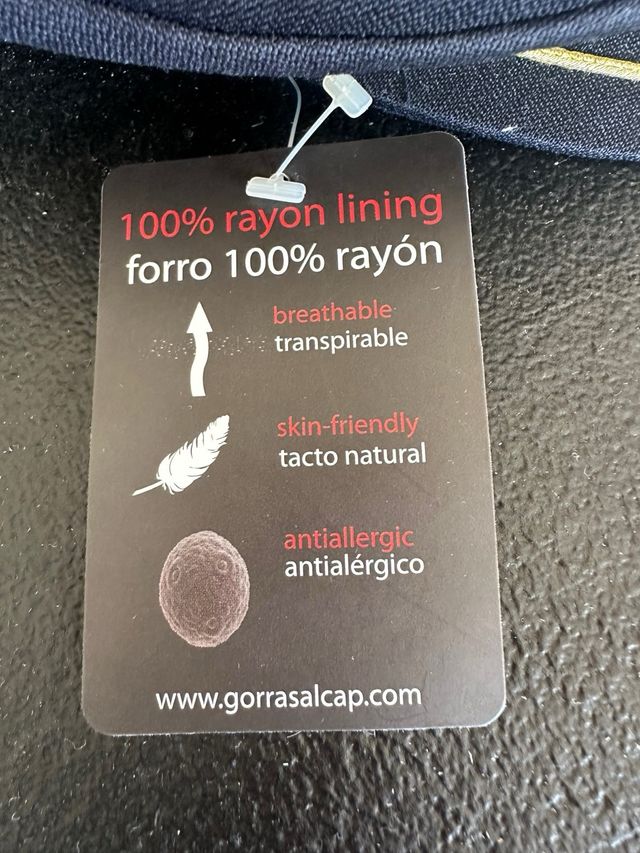 100% rayon lining
forro 100% rayón
breathable
transpirable
skin-friendly
tacto natural
antiallergic
antialérgico
www.gorrasalcap.com